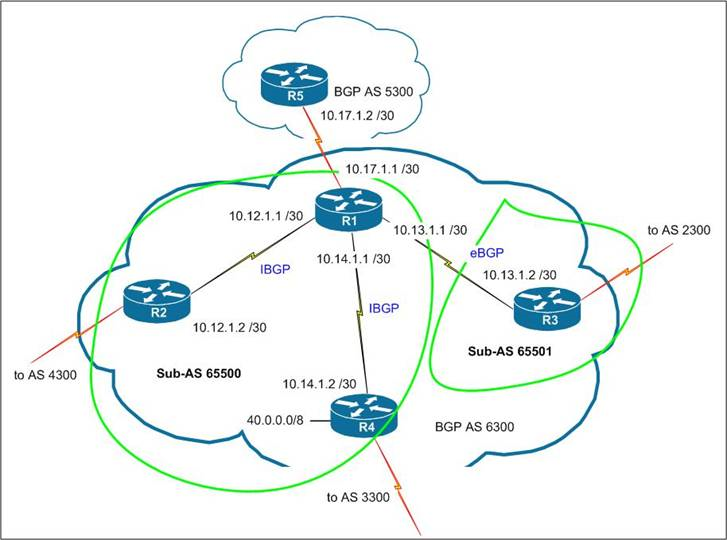 R5
BGP AS 5300
10.17.1.2 /30
10.17.1.1 /30
R1
10.12.1.1 /30
10.13.1.1 /30
to AS 2300
10.14.1.1 /30
eBGP
IBGP
10.13.1.2 /30
R2
IBGP
R3
10.12.1.2 /30
Sub-AS 65501
to AS 4300
Sub-AS 65500
10.14.1.2 /30
40.0.0.0/8
R4
BGP AS 6300
to AS 3300